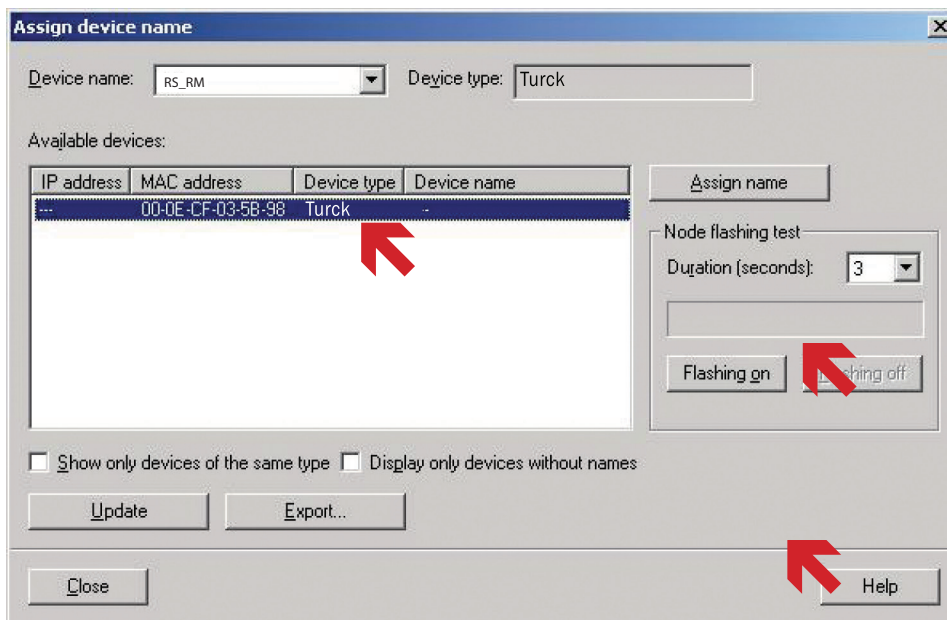 Assign device name
Device name: RS_RM Device type: Turck
Available devices:
IP address MAC address Device type Device name
--- 00-0E-CF-03-5B-98 Turck --
Assign name
Node flashing test
Duration (seconds): 3
Flashing on shing off
Show only devices of the same type Display only devices without names
Update Export...
Close Help